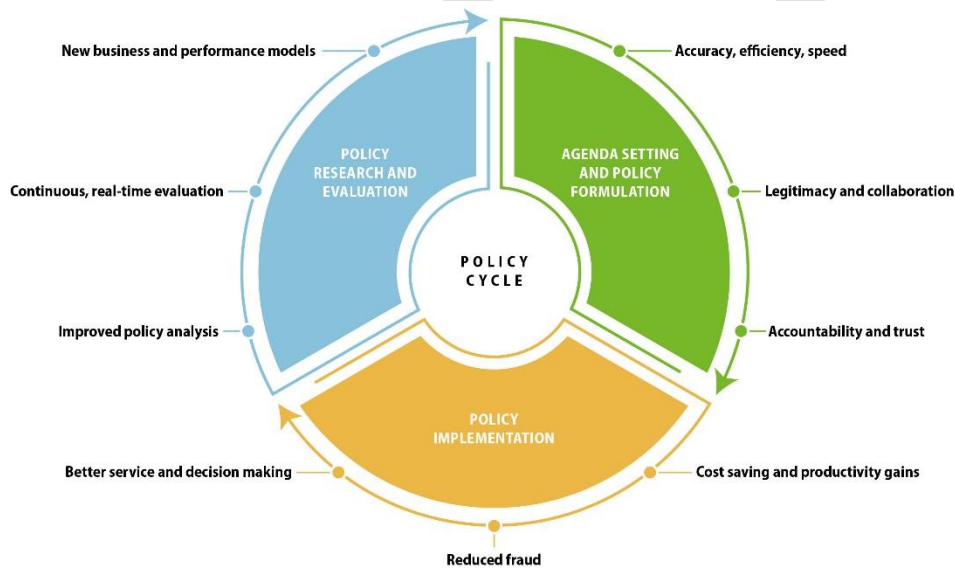 New business and performance models
Accuracy, efficiency, speed
POLICY
RESEARCH AND
EVALUATION
AGENDA SETTING
AND POLICY
FORMULATION
Continuous, real-time evaluation
Legitimacy and collaboration
POLICY
CYCLE
Improved policy analysis
Accountability and trust
POLICY
IMPLEMENTATION
Better service and decision making
Cost saving and productivity gains
Reduced fraud